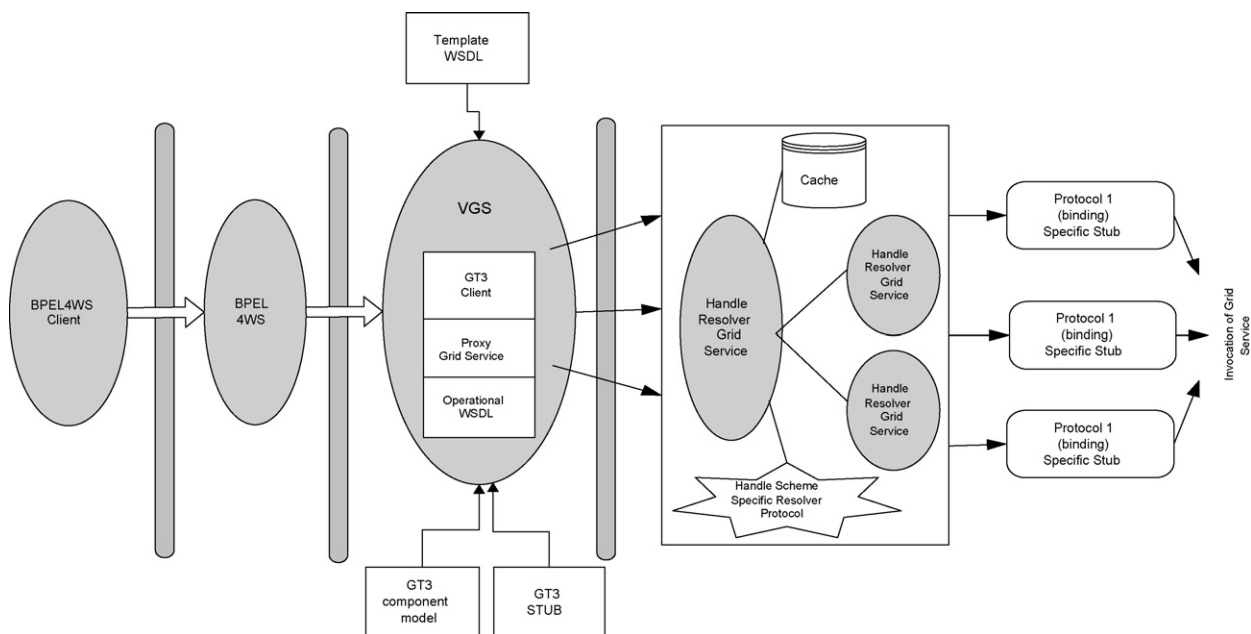 Template
WSDL
BPEL4WS
Client
BPEL
4WS
VGS
GT3
Client
Proxy
Grid Service
Operational
WSDL
GT3
component
model
GT3
STUB
Cache
Handle
Resolver
Grid
Service
Handle
Resolver
Grid
Service
Handle
Resolver
Grid
Service
Handle Scheme
Specific Resolver
Protocol
Protocol 1
(binding)
Specific Stub
Protocol 1
(binding)
Specific Stub
Protocol 1
(binding)
Specific Stub
Invocation of Grid
Service